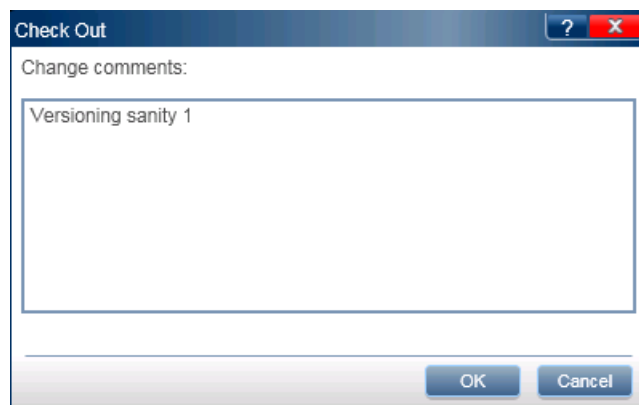 Check Out
?
X
Change comments:
Versioning sanity 1
OK
Cancel